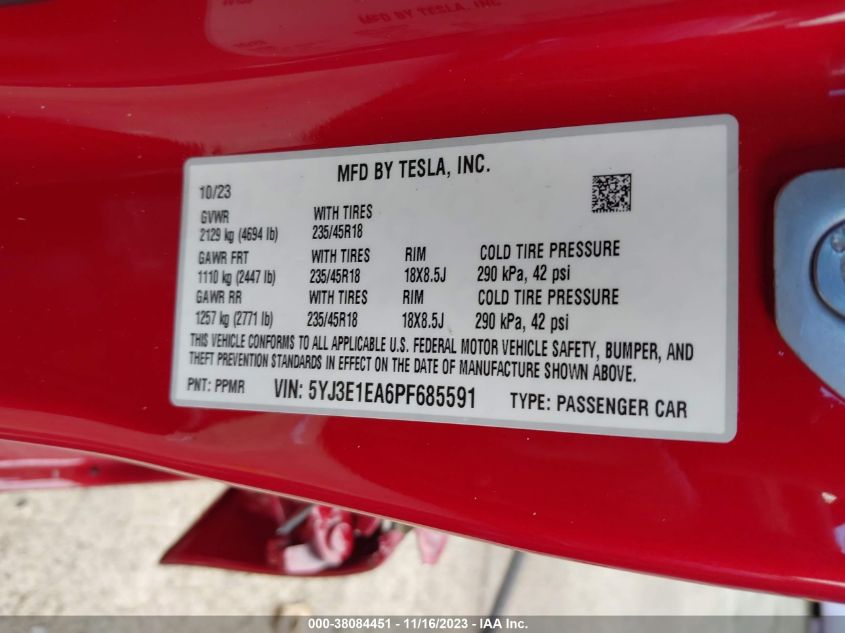 MFD BY TESLA, INC.
10/23
GVWR WITH TIRES
2129 kg (4694 lb) 235/45R18
GAWR FRT WITH TIRES RIM COLD TIRE PRESSURE
1110 kg (2447 lb) 235/45R18 18X8.5J 290 kPa, 42 psi
GAWR RR WITH TIRES RIM COLD TIRE PRESSURE
1257 kg (2771 lb) 235/45R18 18X8.5J 290 kPa, 42 psi
THIS VEHICLE CONFORMS TO ALL APPLICABLE U.S. FEDERAL MOTOR VEHICLE SAFETY, BUMPER, AND
THEFT PREVENTION STANDARDS IN EFFECT ON THE DATE OF MANUFACTURE SHOWN ABOVE.
PNT: PPMR VIN: 5YJ3E1EA6PF685591 TYPE: PASSENGER CAR
000-38084451 - 11/16/2023 - IAA Inc.